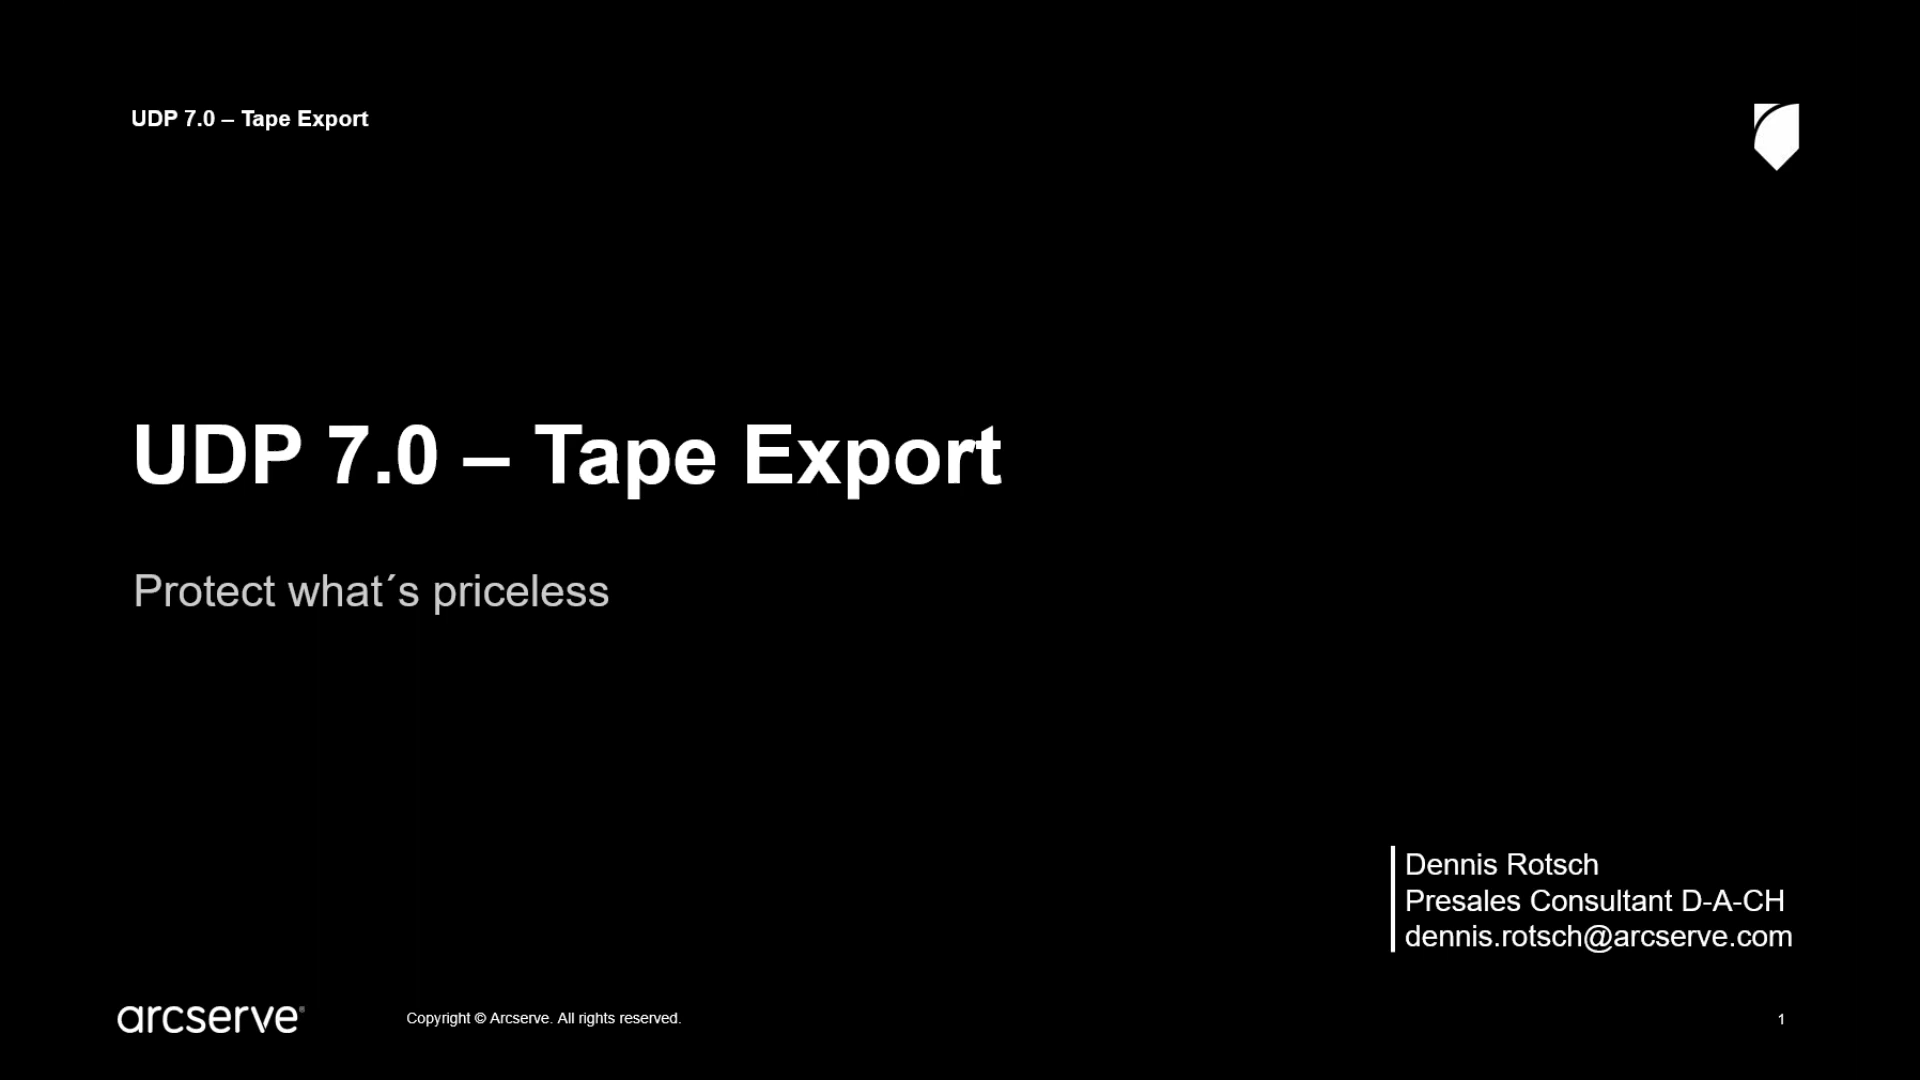 UDP 7.0 – Tape Export
UDP 7.0 – Tape Export
Protect what´s priceless
Dennis Rotsch
Presales Consultant D-A-CH
dennis.rotsch@arcserve.com
arcserve®
Copyright © Arcserve. All rights reserved.
1